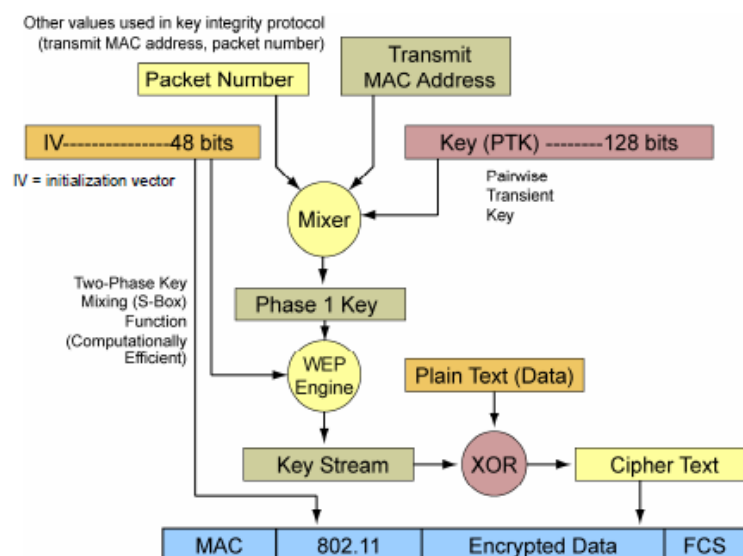 Other values used in key integrity protocol
(transmit MAC address, packet number)
Packet Number
Transmit
MAC Address
IV---------------48 bits
IV = initialization vector
Key (PTK) --------128 bits
Pairwise
Transient
Key
Mixer
Two-Phase Key
Mixing (S-Box)
Function
(Computationally
Efficient)
Phase 1 Key
WEP
Engine
Plain Text (Data)
Key Stream
XOR
Cipher Text
MAC
802.11
Encrypted Data
FCS